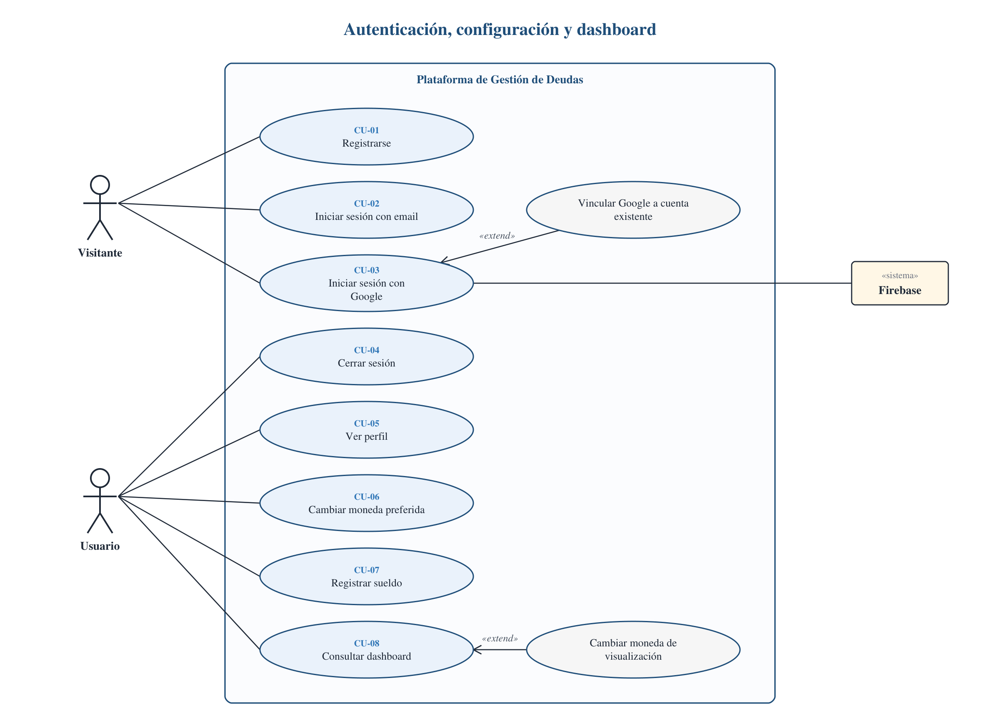 Autenticación, configuración y dashboard
Plataforma de Gestión de Deudas
CU-01
Registrarse
CU-02
Iniciar sesión con email
Vincular Google a cuenta
existente
«extend»
Visitante
CU-03
Iniciar sesión con
Google
«sistema»
Firebase
CU-04
Cerrar sesión
CU-05
Ver perfil
CU-06
Cambiar moneda preferida
Usuario
CU-07
Registrar sueldo
CU-08
Consultar dashboard
«extend»
Cambiar moneda de
visualización